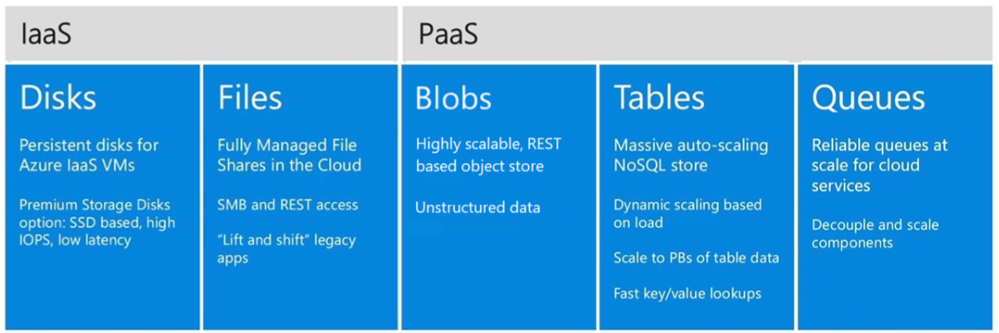 IaaS
PaaS
Disks
Persistent disks for
Azure IaaS VMs
Premium Storage Disks
option: SSD based, high
IOPS, low latency
Files
Fully Managed File
Shares in the Cloud
SMB and REST access
“Lift and shift” legacy
apps
Blobs
Highly scalable, REST
based object store
Unstructured data
Tables
Massive auto-scaling
NoSQL store
Dynamic scaling based
on load
Scale to PBs of table data
Fast key/value lookups
Queues
Reliable queues at
scale for cloud
services
Decouple and scale
components